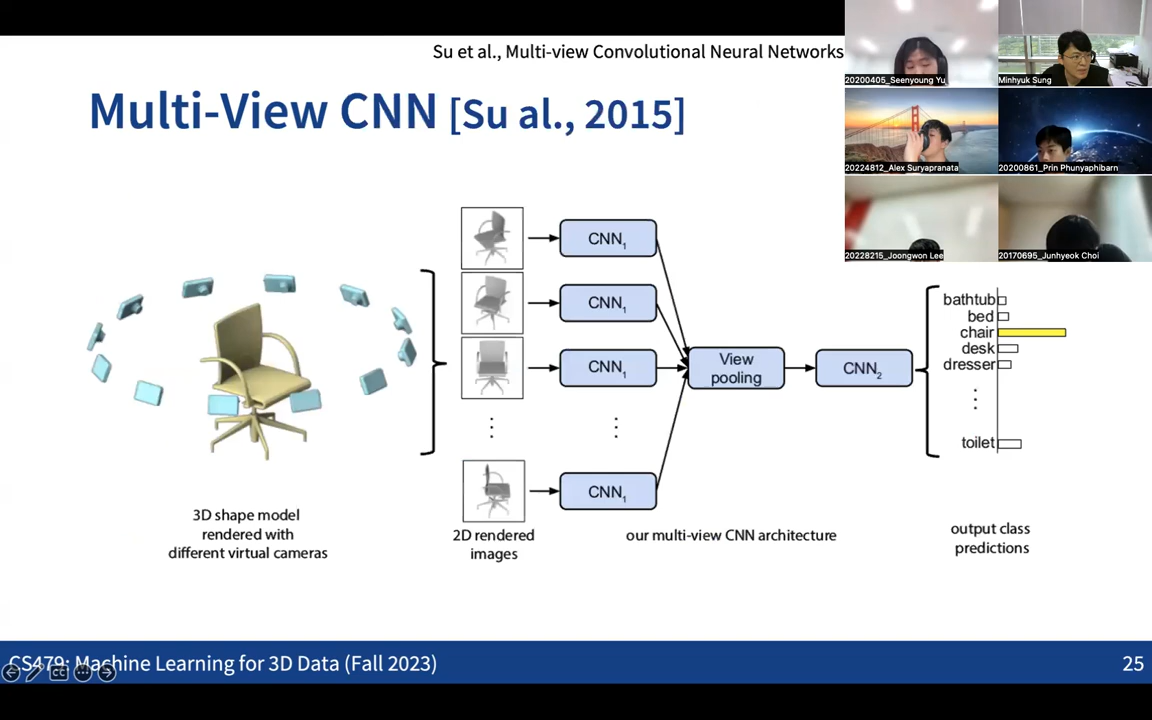 Su et al., Multi-view Convolutional Neural Networks
Multi-View CNN [Su al., 2015]
20200405_Seenyoung Yu
Minhyuk Sung
20224812_Alex Suryapranata
20200861_Prin Phunyaphibarn
20228215_Joongwon Lee
20170695_Junhyeok Choi
CNN1
CNN1
CNN1
CNN1
View
pooling
CNN2
bathtub
bed
chair
desk
dresser
toilet
3D shape model
rendered with
different virtual cameras
2D rendered
images
our multi-view CNN architecture
output class
predictions
CS479: Machine Learning for 3D Data (Fall 2023)
25
CC